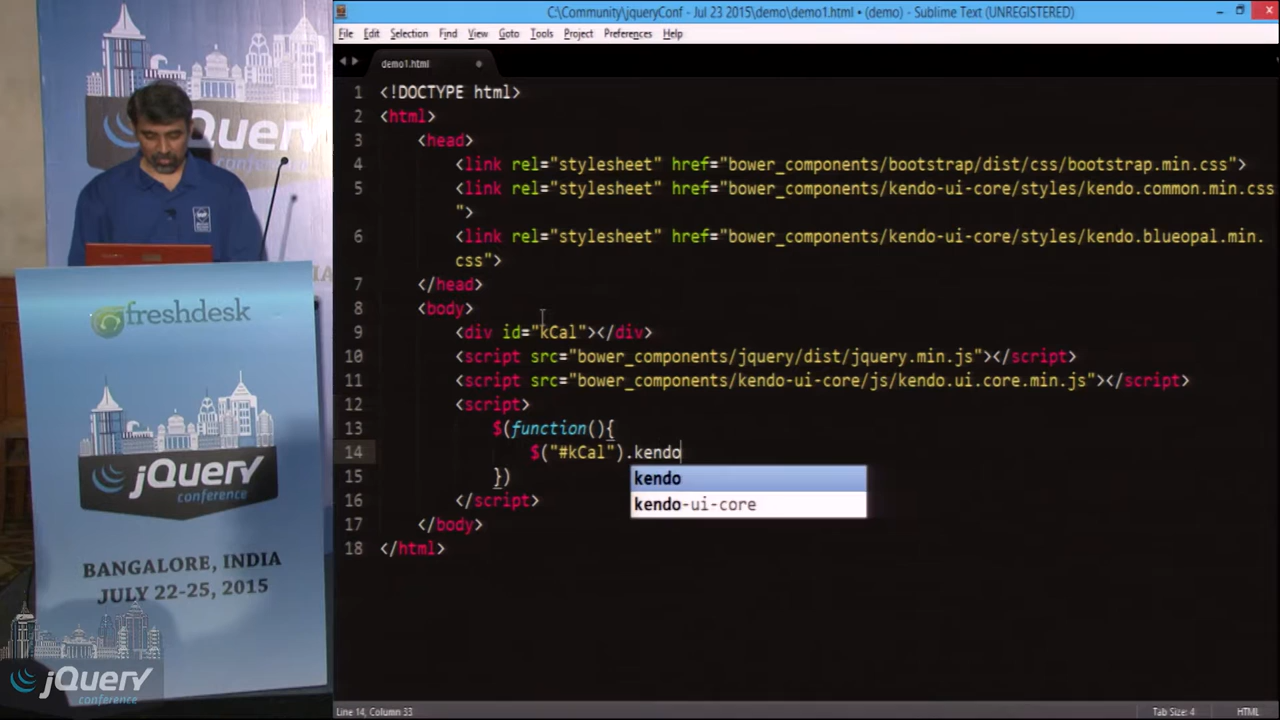 C:\Community\jqueryConf - Jul 23 2015\demo\demo1.html • (demo) - Sublime Text (UNREGISTERED)
File Edit Selection Find View Goto Tools Project Preferences Help
demo1.html
1 <!DOCTYPE html>
2 <html>
3 <head>
4 <link rel="stylesheet" href="bower_components/bootstrap/dist/css/bootstrap.min.css">
5 <link rel="stylesheet" href="bower_components/kendo-ui-core/styles/kendo.common.min.css
">
6 <link rel="stylesheet" href="bower_components/kendo-ui-core/styles/kendo.blueopal.min.
css">
7 </head>
8 <body>
9 <div id="kCal"></div>
10 <script src="bower_components/jquery/dist/jquery.min.js"></script>
11 <script src="bower_components/kendo-ui-core/js/kendo.ui.core.min.js"></script>
12 <script>
13 $(function(){
14 $("#kCal").kendo
15 })
16 </script>
17 </body>
18 </html>
kendo
kendo-ui-core
Line 14, Column 33
Tab Size: 4
HTML
jQuery
conference
freshdesk
jQuery
conference
BANGALORE, INDIA
JULY 22-25, 2015
jQuery
conference